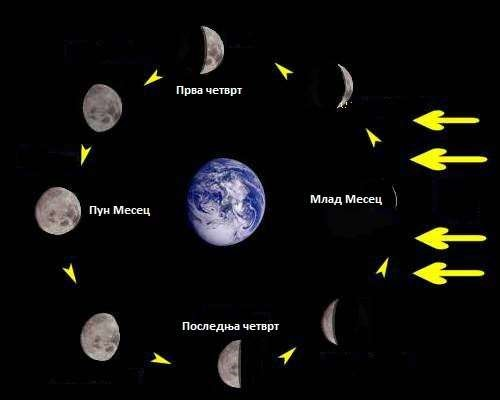 Прва четврт
Пун Месец
Млад Месец
Последња четврт